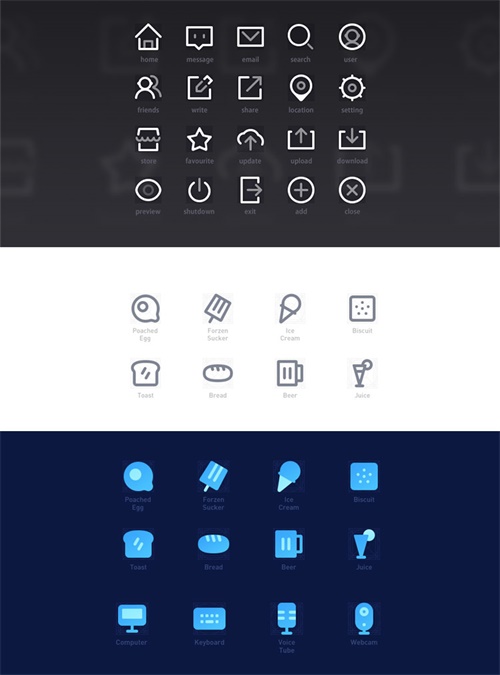 home message email search user
friends write share location setting
store favourite update upload download
preview shutdown exit add close
Poached Forzen Ice Biscuit
Egg Sucker Cream
Toast Bread Beer Juice
Poached Forzen Ice Biscuit
Egg Sucker Cream
Toast Bread Beer Juice
Computer Keyboard Voice Webcam
Tube